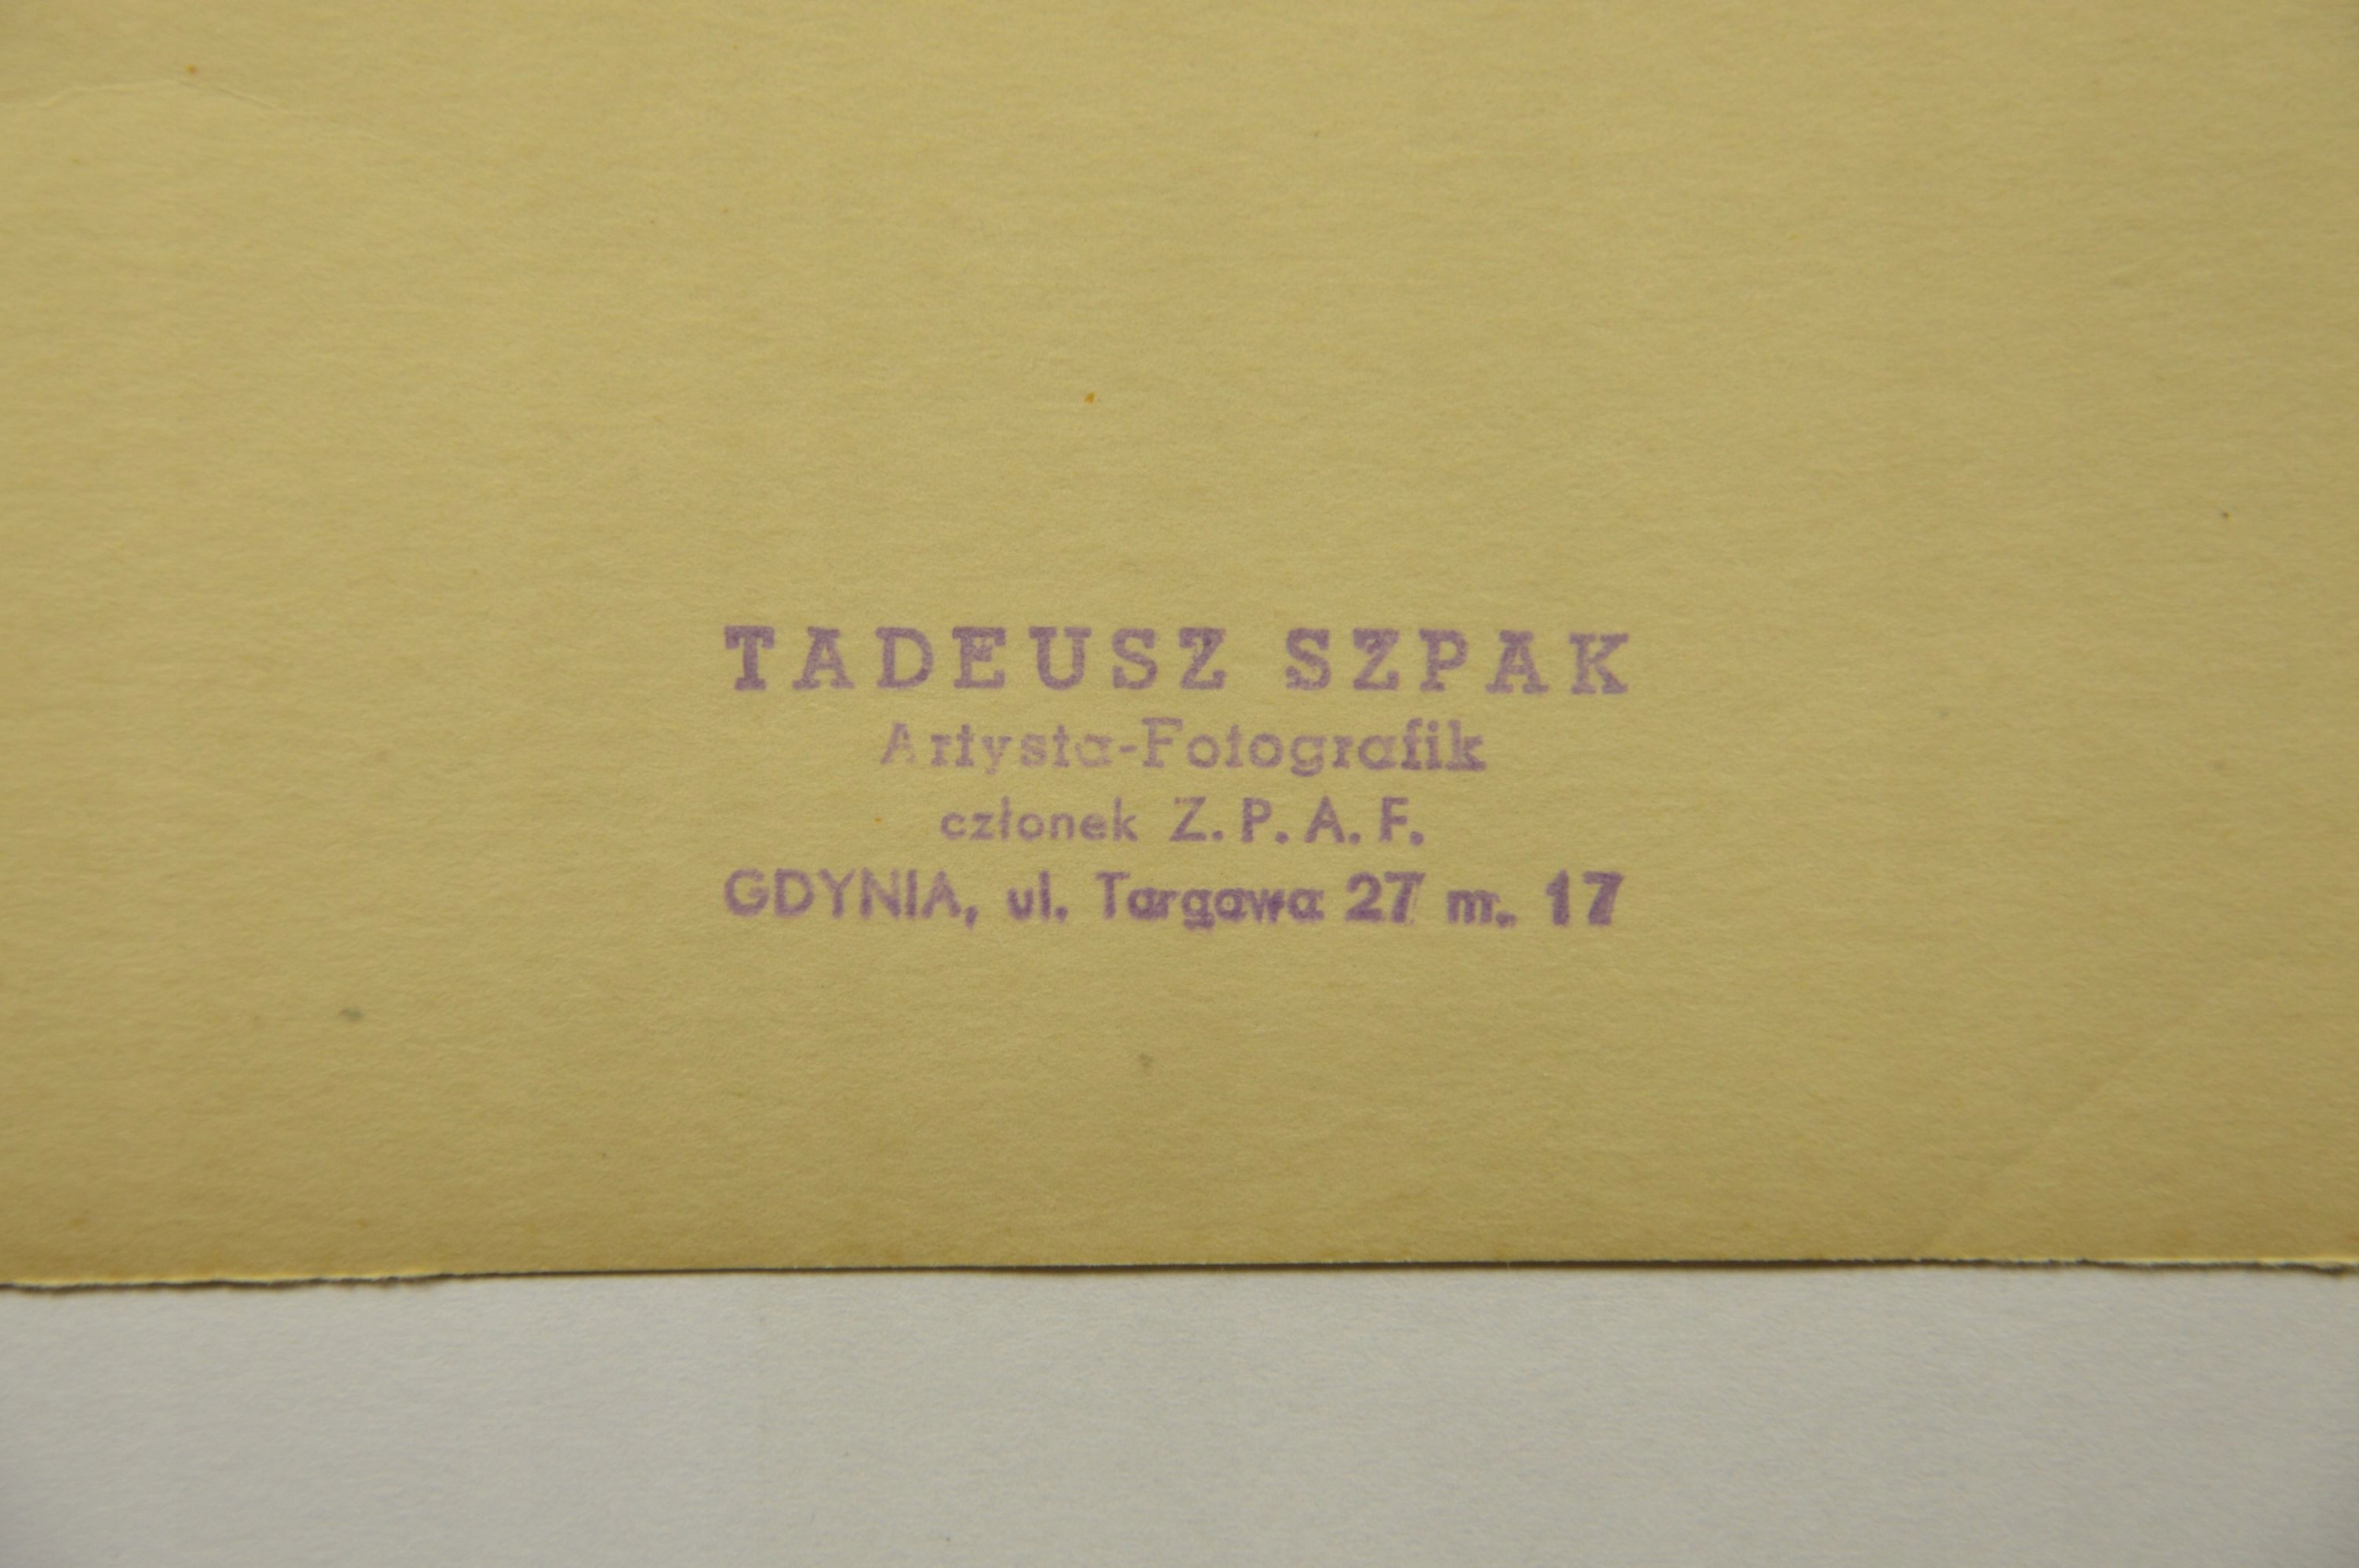 TADEUSZ SZPAK
Artysta-Fotografik
członek Z. P. A. F.
GDYNIA, ul. Targowa 27 m. 17